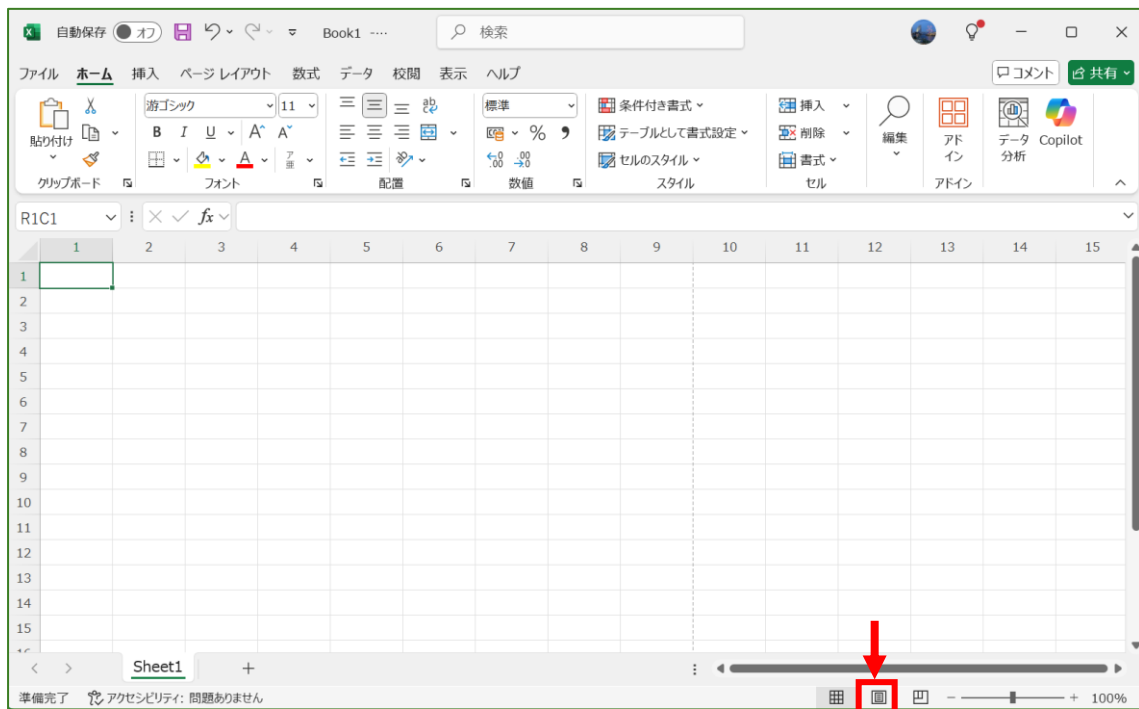 自動保存 オフ Book1 ‐‐‐‐ 検索
ファイル ホーム 挿入 ページ レイアウト 数式 データ 校閲 表示 ヘルプ コメント 共有
貼り付け 游ゴシック 11 標準 条件付き書式 挿入 編集 アドイン データ分析 Copilot
B I U A A A ア亜 ab % 9 .00 .00 テーブルとして書式設定 削除
セルのスタイル 書式
クリップボード フォント 配置 数値 スタイル セル アドイン
R1C1 fx
1 2 3 4 5 6 7 8 9 10 11 12 13 14 15
1
2
3
4
5
6
7
8
9
10
11
12
13
14
15
Sheet1 +
準備完了 アクセシビリティ: 問題ありません − + 100%